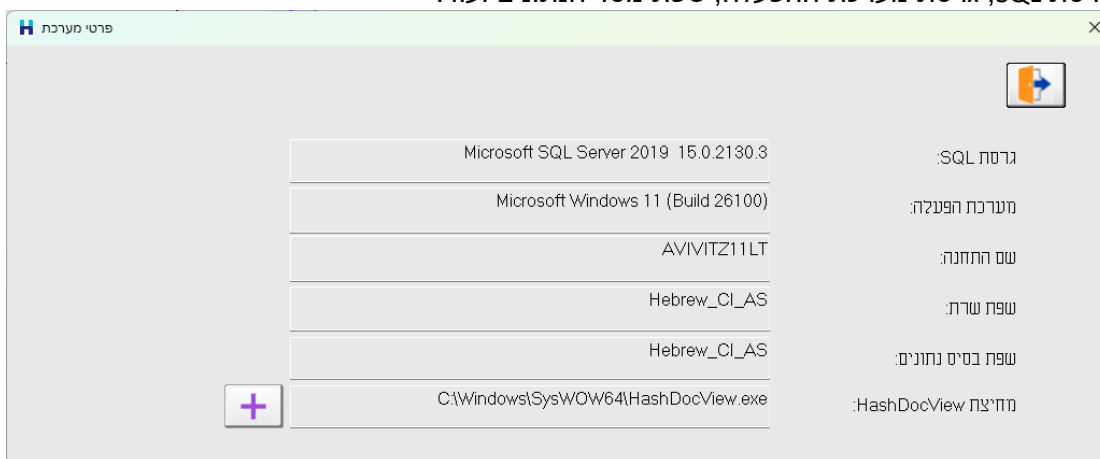 פרטי מערכת
גרסת SQL: Microsoft SQL Server 2019 15.0.2130.3
מערכת הפעלה: Microsoft Windows 11 (Build 26100)
שם התחנה: AVIVITZ11LT
שפת שרת: Hebrew_CI_AS
שפת בסיס נתונים: Hebrew_CI_AS
מחיצת HashDocView: C:\Windows\SysWOW64\HashDocView.exe